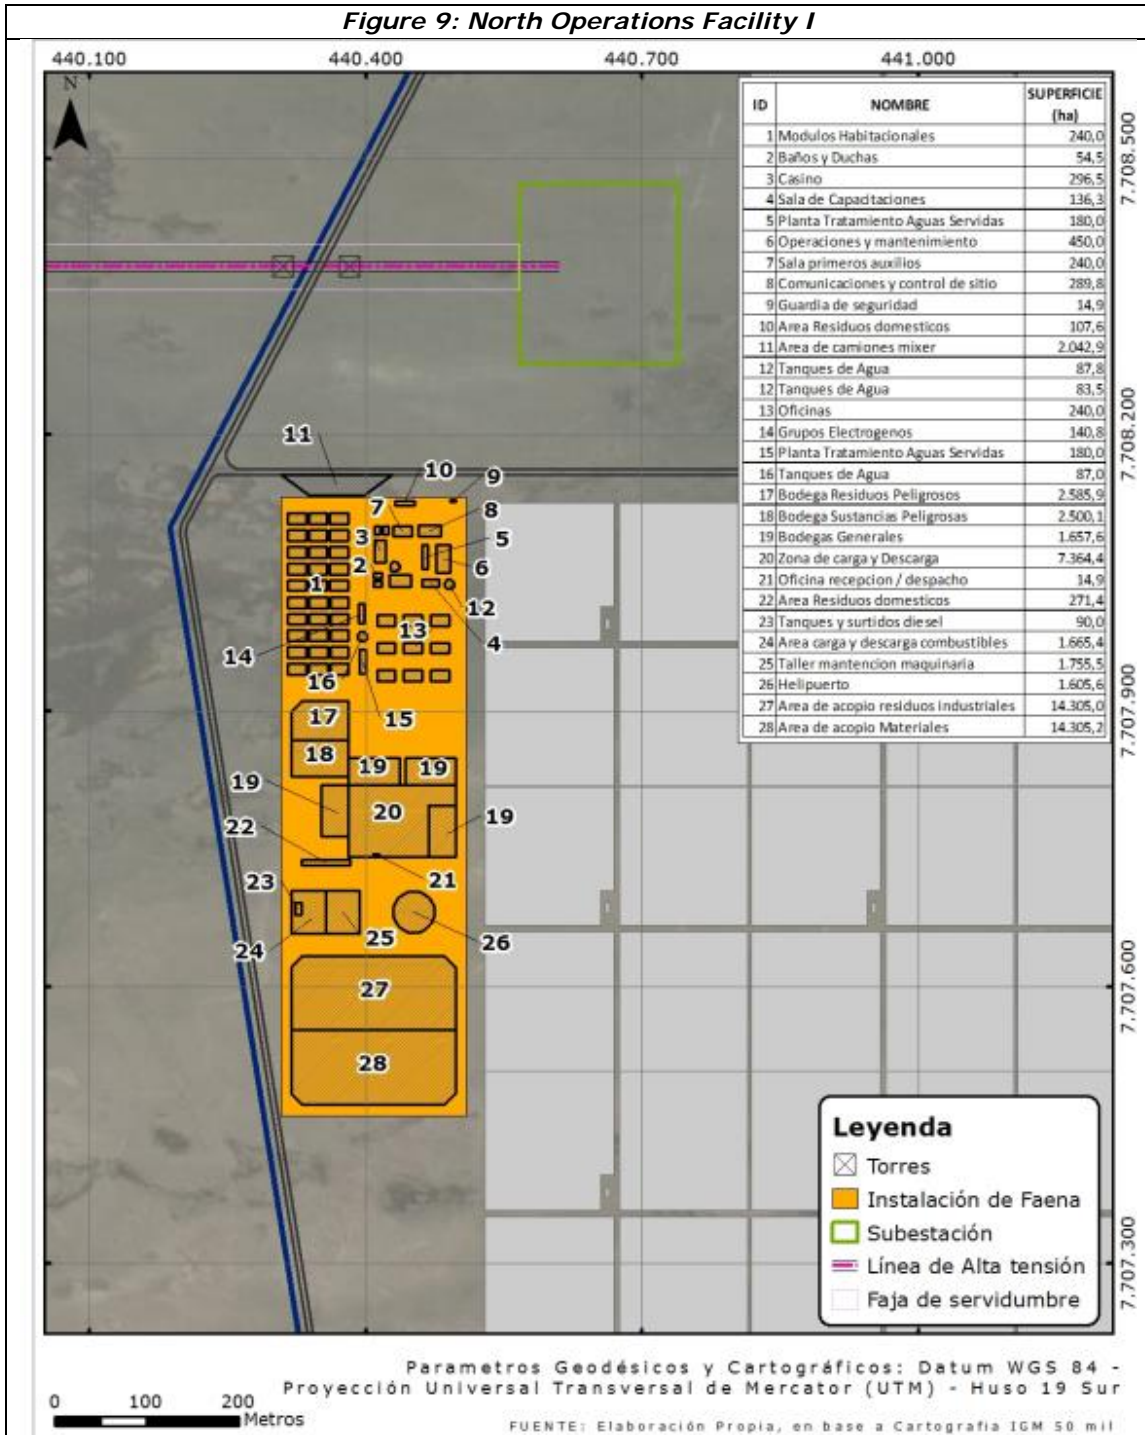 Figure 9: North Operations Facility I
440.100 440.400 440.700 441.000
N
ID NOMBRE SUPERFICIE (ha)
1 Modulos Habitacionales 240,0
2 Baños y Duchas 54,5
3 Casino 296,5
4 Sala de Capacitaciones 136,3
5 Planta Tratamiento Aguas Servidas 180,0
6 Operaciones y mantenimiento 450,0
7 Sala primeros auxilios 240,0
8 Comunicaciones y control de sitio 289,8
9 Guardia de seguridad 14,9
10 Area Residuos domesticos 107,6
11 Area de camiones mixer 2.042,9
12 Tanques de Agua 87,8
12 Tanques de Agua 83,5
13 Oficinas 240,0
14 Grupos Electrogenos 140,8
15 Planta Tratamiento Aguas Servidas 180,0
16 Tanques de Agua 87,0
17 Bodega Residuos Peligrosos 2.585,9
18 Bodega Sustancias Peligrosas 2.500,1
19 Bodegas Generales 1.657,6
20 Zona de carga y Descarga 7.364,4
21 Oficina recepcion / despacho 14,9
22 Area Residuos domesticos 271,4
23 Tanques y surtidos diesel 90,0
24 Area carga y descarga combustibles 1.665,4
25 Taller mantencion maquinaria 1.755,5
26 Helipuerto 1.605,6
27 Area de acopio residuos industriales 14.305,0
28 Area de acopio Materiales 14.305,2
7.708.500
7.708.200
7.707.900
7.707.600
7.707.300
11
10
9
7
8
3
5
2
6
1
12
13
4
14
16
15
17
18
19
19
19
20
19
22
21
23
24
25
26
27
28
Leyenda
Torres
Instalación de Faena
Subestación
Línea de Alta tensión
Faja de servidumbre
Parametros Geodésicos y Cartográficos: Datum WGS 84 -
Proyección Universal Transversal de Mercator (UTM) - Huso 19 Sur
0 100 200
Metros
FUENTE: Elaboración Propia, en base a Cartografia IGM 50 mil